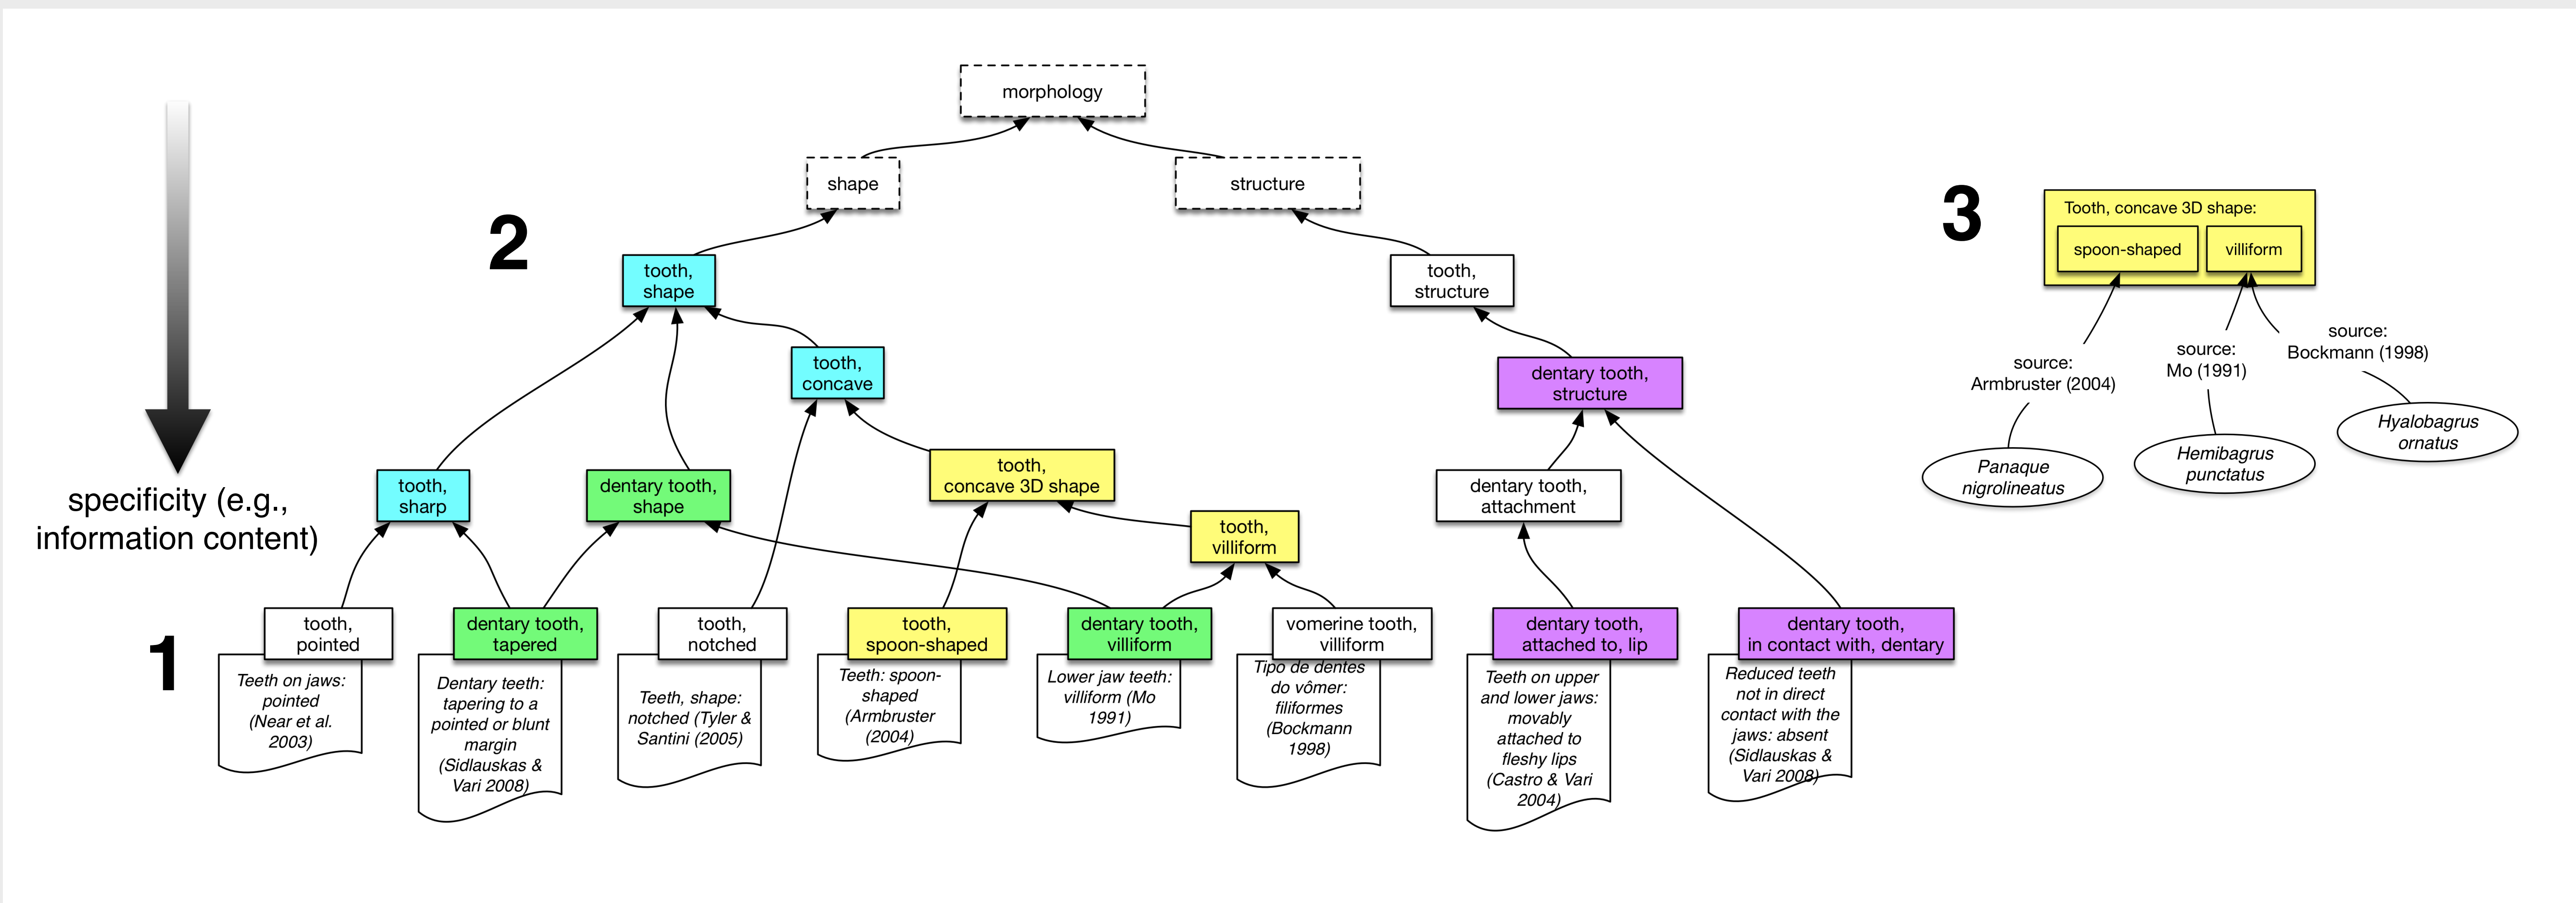 morphology
shape
structure
2
tooth,
shape
tooth,
structure
tooth,
concave
dentary tooth,
structure
tooth,
sharp
dentary tooth,
shape
tooth,
concave 3D shape
dentary tooth,
attachment
tooth,
villiform
specificity (e.g.,
information content)
1
tooth,
pointed
Teeth on jaws:
pointed
(Near et al.
2003)
dentary tooth,
tapered
Dentary teeth:
tapering to a
pointed or blunt
margin
(Sidlauskas &
Vari 2008)
tooth,
notched
Teeth, shape:
notched (Tyler &
Santini (2005)
tooth,
spoon-shaped
Teeth: spoon-
shaped
(Armbruster
(2004)
dentary tooth,
villiform
Lower jaw teeth:
villiform (Mo
1991)
vomerine tooth,
villiform
Tipo de dentes
do vômer:
filiformes
(Bockmann
1998)
dentary tooth,
attached to, lip
Teeth on upper
and lower jaws:
movably
attached to
fleshy lips
(Castro & Vari
2004)
dentary tooth,
in contact with, dentary
Reduced teeth
not in direct
contact with the
jaws: absent
(Sidlauskas &
Vari 2008)
3
Tooth, concave 3D shape:
spoon-shaped
villiform
source:
Armbruster (2004)
source:
Mo (1991)
source:
Bockmann (1998)
Panaque
nigrolineatus
Hemibagrus
punctatus
Hyalobagrus
ornatus